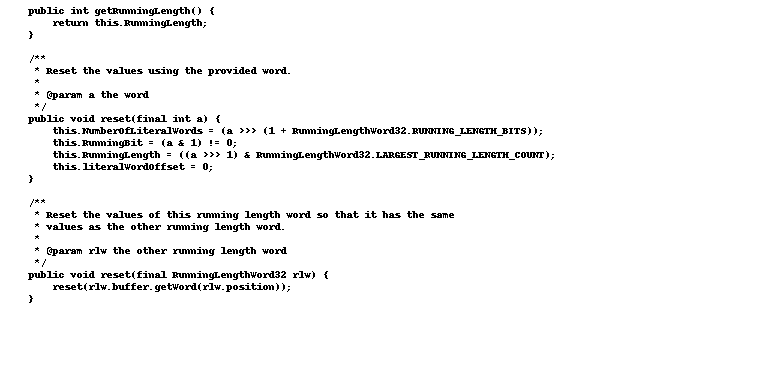 public int getRunningLength() {
    return this.RunningLength;
}

/**
 * Reset the values using the provided word.
 *
 * @param a the word
 */
public void reset(final int a) {
    this.NumberOfLiteralWords = (a >>> (1 + RunningLengthWord32.RUNNING_LENGTH_BITS));
    this.RunningBit = (a & 1) != 0;
    this.RunningLength = ((a >>> 1) & RunningLengthWord32.LARGEST_RUNNING_LENGTH_COUNT);
    this.literalWordOffset = 0;
}

/**
 * Reset the values of this running length word so that it has the same
 * values as the other running length word.
 *
 * @param rlw the other running length word
 */
public void reset(final RunningLengthWord32 rlw) {
    reset(rlw.buffer.getWord(rlw.position));
}